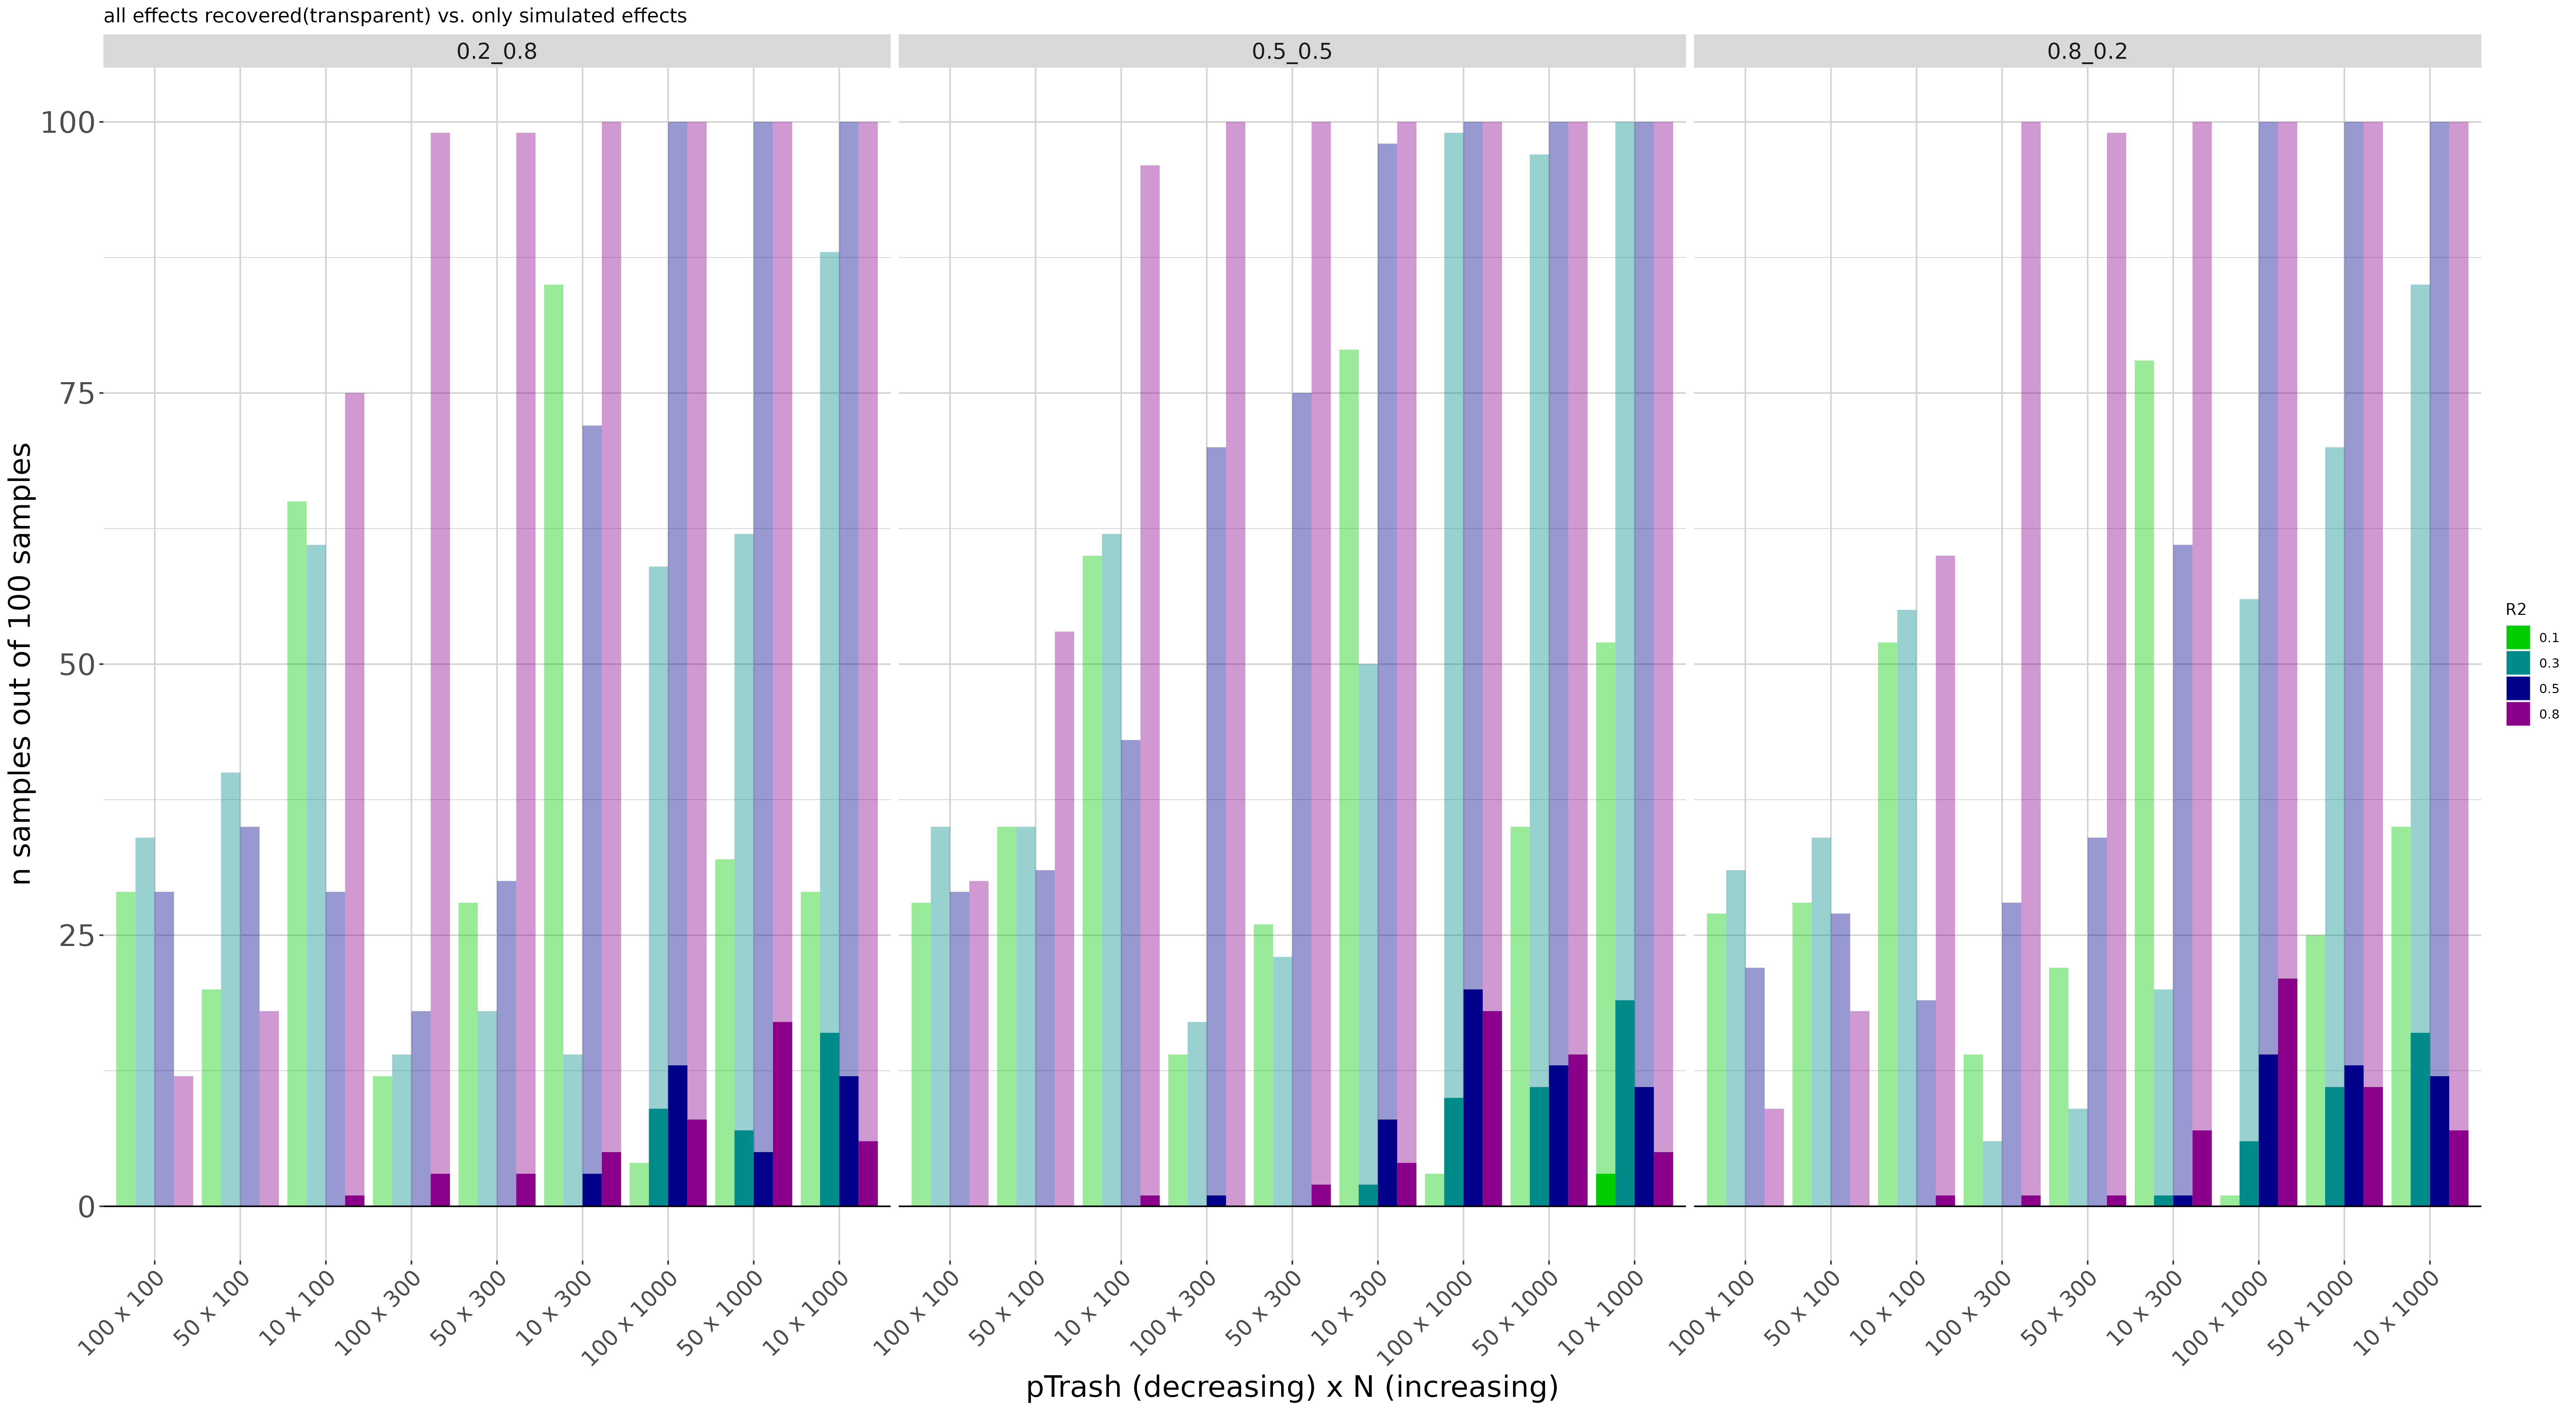 all effects recovered(transparent) vs. only simulated effects
0.2_0.8
0.5_0.5
0.8_0.2
100
75
50
25
0
n samples out of 100 samples
100 x 100
50 x 100
10 x 100
100 x 300
50 x 300
10 x 300
100 x 1000
50 x 1000
10 x 1000
100 x 100
50 x 100
10 x 100
100 x 300
50 x 300
10 x 300
100 x 1000
50 x 1000
10 x 1000
100 x 100
50 x 100
10 x 100
100 x 300
50 x 300
10 x 300
100 x 1000
50 x 1000
10 x 1000
pTrash (decreasing) x N (increasing)
R2
0.1
0.3
0.5
0.8